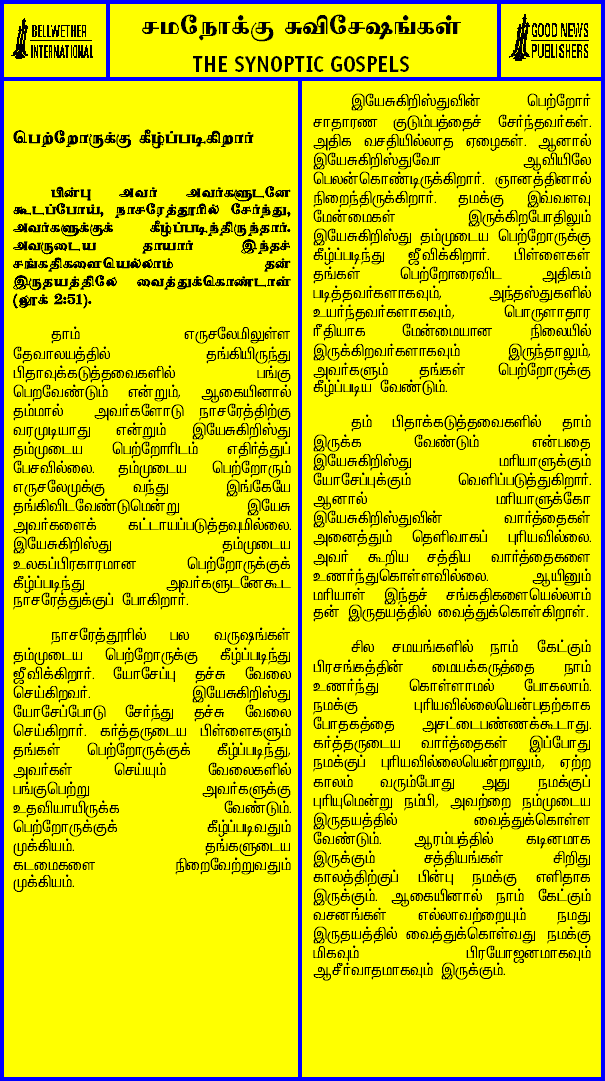 BELLWETHER
INTERNATIONAL
சமநோக்கு சுவிசேஷங்கள்
THE SYNOPTIC GOSPELS
GOOD NEWS
PUBLISHERS
பெற்றோருக்கு கீழ்ப்படிகிறார்
பின்பு அவர் அவர்களுடனே
கூடப்போய், நாசரேத்தூரில் சேர்ந்து,
அவர்களுக்குக் கீழ்ப்படிந்திருந்தார்.
அவருடைய தாயார் இந்தச்
சங்கதிகளையெல்லாம் தன்
இருதயத்திலே வைத்துக்கொண்டாள்
(லூக் 2:51).
தாம் எருசலேமிலுள்ள
தேவாலயத்தில் தங்கியிருந்து
பிதாவுக்கடுத்தவைகளில் பங்கு
பெறவேண்டும் என்றும், ஆகையினால்
தம்மால் அவர்களோடு நாசரேத்திற்கு
வரமுடியாது என்றும் இயேசுகிறிஸ்து
தம்முடைய பெற்றோரிடம் எதிர்த்துப்
பேசவில்லை. தம்முடைய பெற்றோரும்
எருசலேமுக்கு வந்து இங்கேயே
தங்கிவிடவேண்டுமென்று இயேசு
அவர்களைக் கட்டாயப்படுத்தவுமில்லை.
இயேசுகிறிஸ்து தம்முடைய
உலகப்பிரகாரமான பெற்றோருக்குக்
கீழ்ப்படிந்து அவர்களுடனேகூட
நாசரேத்துக்குப் போகிறார்.
நாசரேத்தூரில் பல வருஷங்கள்
தம்முடைய பெற்றோருக்கு கீழ்ப்படிந்து
ஜீவிக்கிறார். யோசேப்பு தச்சு வேலை
செய்கிறவர். இயேசுகிறிஸ்து
யோசேப்போடு சேர்ந்து தச்சு வேலை
செய்கிறார். கர்த்தருடைய பிள்ளைகளும்
தங்கள் பெற்றோருக்குக் கீழ்ப்படிந்து,
அவர்கள் செய்யும் வேலைகளில்
பங்குபெற்று அவர்களுக்கு
உதவியாயிருக்க வேண்டும்.
பெற்றோருக்குக் கீழ்ப்படிவதும்
முக்கியம். தங்களுடைய
கடமைகளை நிறைவேற்றுவதும்
முக்கியம்.
இயேசுகிறிஸ்துவின் பெற்றோர்
சாதாரண குடும்பத்தைச் சேர்ந்தவர்கள்.
அதிக வசதியில்லாத ஏழைகள். ஆனால்
இயேசுகிறிஸ்துவோ ஆவியிலே
பெலன்கொண்டிருக்கிறார். ஞானத்தினால்
நிறைந்திருக்கிறார். தமக்கு இவ்வளவு
மேன்மைகள் இருக்கிறபோதிலும்
இயேசுகிறிஸ்து தம்முடைய பெற்றோருக்கு
கீழ்ப்படிந்து ஜீவிக்கிறார். பிள்ளைகள்
தங்கள் பெற்றோரைவிட அதிகம்
படித்தவர்களாகவும், அந்தஸ்துகளில்
உயர்ந்தவர்களாகவும், பொருளாதார
ரீதியாக மேன்மையான நிலையில்
இருக்கிறவர்களாகவும் இருந்தாலும்,
அவர்களும் தங்கள் பெற்றோருக்கு
கீழ்ப்படிய வேண்டும்.
தம் பிதாக்கடுத்தவைகளில் தாம்
இருக்க வேண்டும் என்பதை
இயேசுகிறிஸ்து மரியாளுக்கும்
யோசேப்புக்கும் வெளிப்படுத்துகிறார்.
ஆனால் மரியாளுக்கோ
இயேசுகிறிஸ்துவின் வார்த்தைகள்
அனைத்தும் தெளிவாகப் புரியவில்லை.
அவர் கூறிய சத்திய வார்த்தைகளை
உணர்ந்துகொள்ளவில்லை. ஆயினும்
மரியாள் இந்தச் சங்கதிகளையெல்லாம்
தன் இருதயத்தில் வைத்துக்கொள்கிறாள்.
சில சமயங்களில் நாம் கேட்கும்
பிரசங்கத்தின் மையக்கருத்தை நாம்
உணர்ந்து கொள்ளாமல் போகலாம்.
நமக்கு புரியவில்லையென்பதற்காக
போதகத்தை அசட்டைபண்ணக்கூடாது.
கர்த்தருடைய வார்த்தைகள் இப்போது
நமக்குப் புரியவில்லையென்றாலும், ஏற்ற
காலம் வரும்போது அது நமக்குப்
புரியுமென்று நம்பி, அவற்றை நம்முடைய
இருதயத்தில் வைத்துக்கொள்ள
வேண்டும். ஆரம்பத்தில் கடினமாக
இருக்கும் சத்தியங்கள் சிறிது
காலத்திற்குப் பின்பு நமக்கு எளிதாக
இருக்கும். ஆகையினால் நாம் கேட்கும்
வசனங்கள் எல்லாவற்றையும் நமது
இருதயத்தில் வைத்துக்கொள்வது நமக்கு
மிகவும் பிரயோஜனமாகவும்
ஆசீர்வாதமாகவும் இருக்கும்.